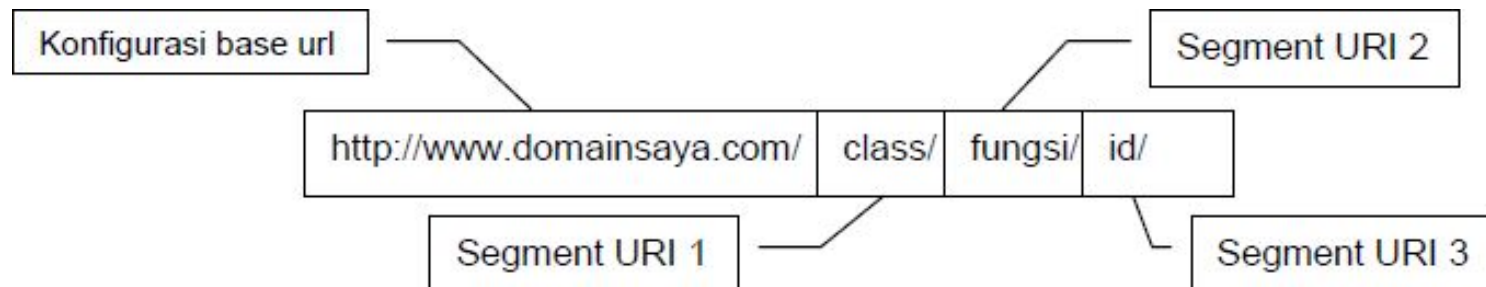 Konfigurasi base url
Segment URI 2
http://www.domainsaya.com/ class/ fungsi/ id/
Segment URI 1
Segment URI 3